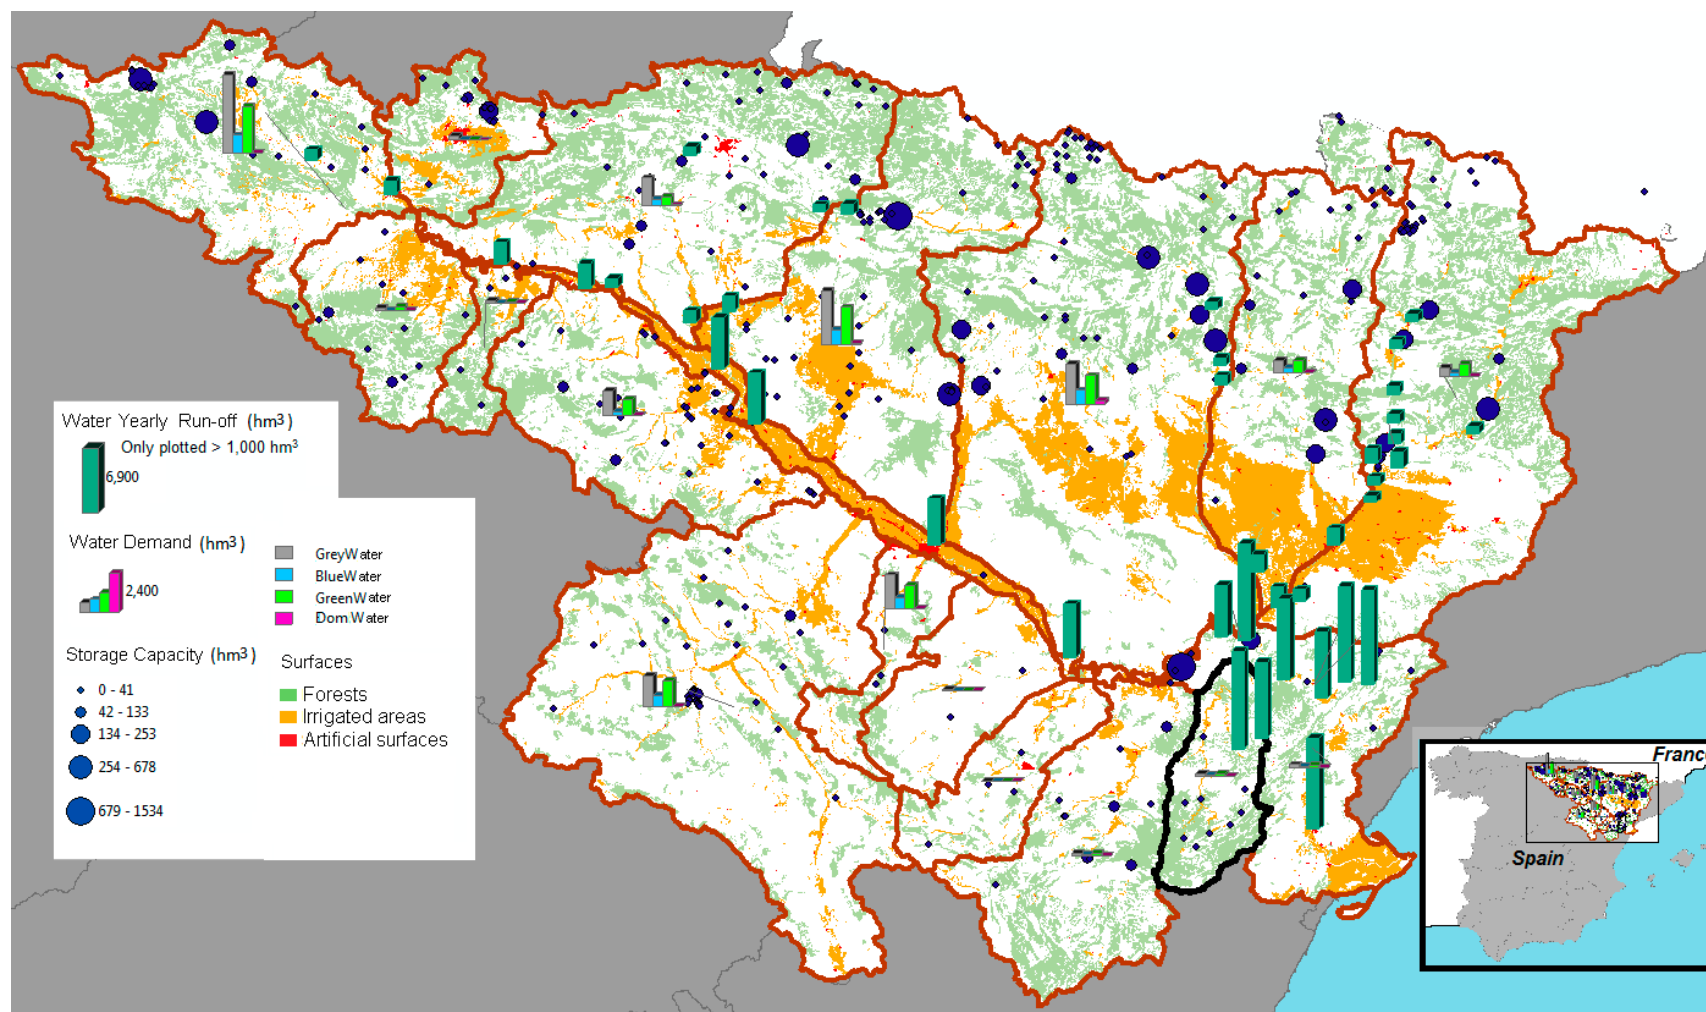 Water Yearly Run-off (hm³)
Only plotted > 1,000 hm³
6,900
Water Demand (hm³)
2,400
GreyWater
BlueWater
GreenWater
Dom.Water
Storage Capacity (hm³)
0 - 41
42 - 133
134 - 253
254 - 678
679 - 1534
Surfaces
Forests
Irrigated areas
Artificial surfaces
Franc
Spain